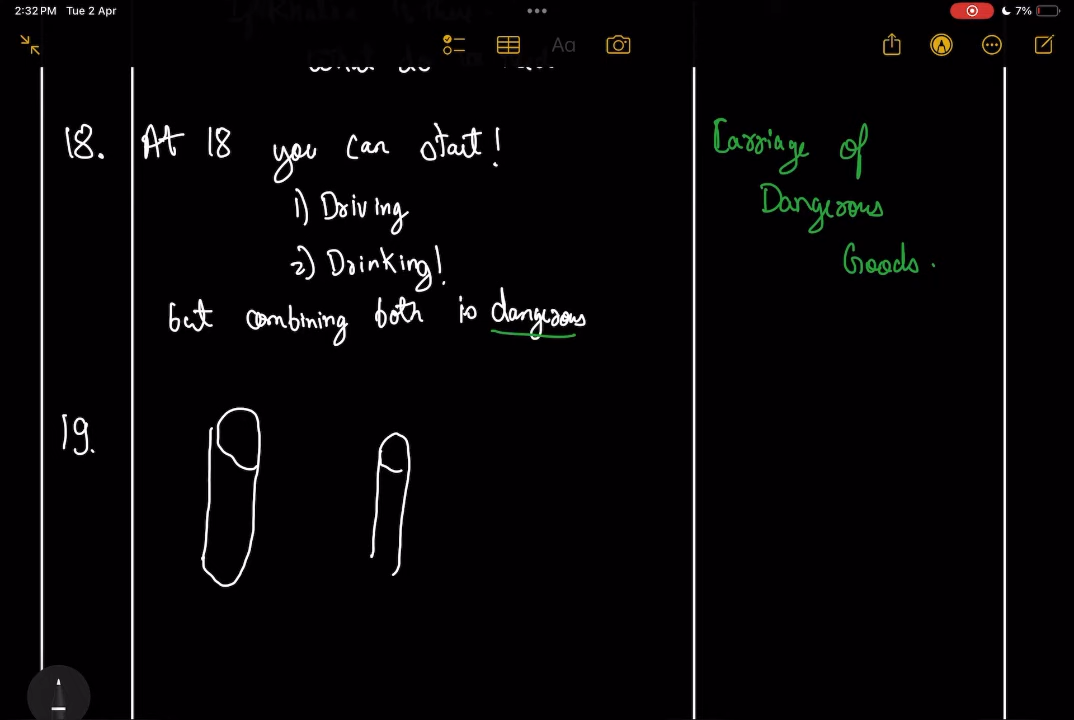 2:32 PM Tue 2 Apr
7%
Aa
18. At 18 you can start!
1) Driving
2) Drinking!
but combining both is dangerous
Carriage of
Dangerous
Goods.
19.